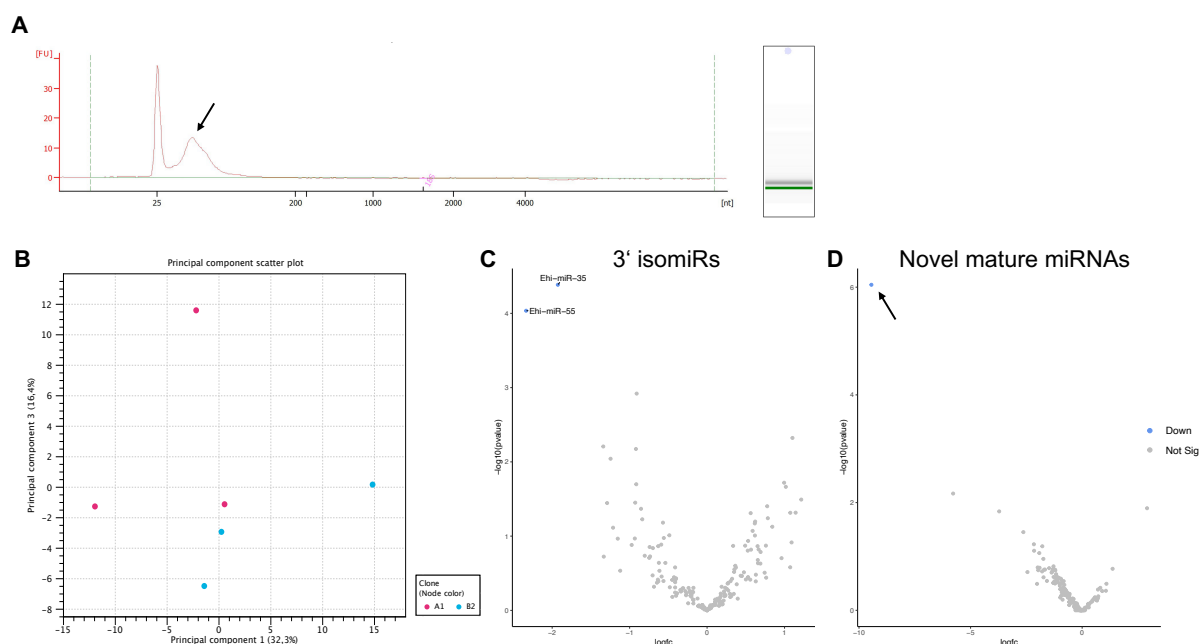 A
[FU]
30
20
10
0
25
200
1000
2000
4000
[nt]
B
Principal component scatter plot
Principal component 3 (16,4%)
12
10
8
6
4
2
0
−2
−4
−6
−8
−15
−10
−5
0
5
10
15
Principal component 1 (32,3%)
Clone
(Node color)
A1 B2
C
3‘ isomiRs
Ehi−miR−35
Ehi−miR−55
−log10(pvalue)
4
3
2
1
0
−2
−1
0
1
logfc
D
Novel mature miRNAs
−log10(pvalue)
6
4
2
0
−10
−5
0
logfc
Down
Not Sig